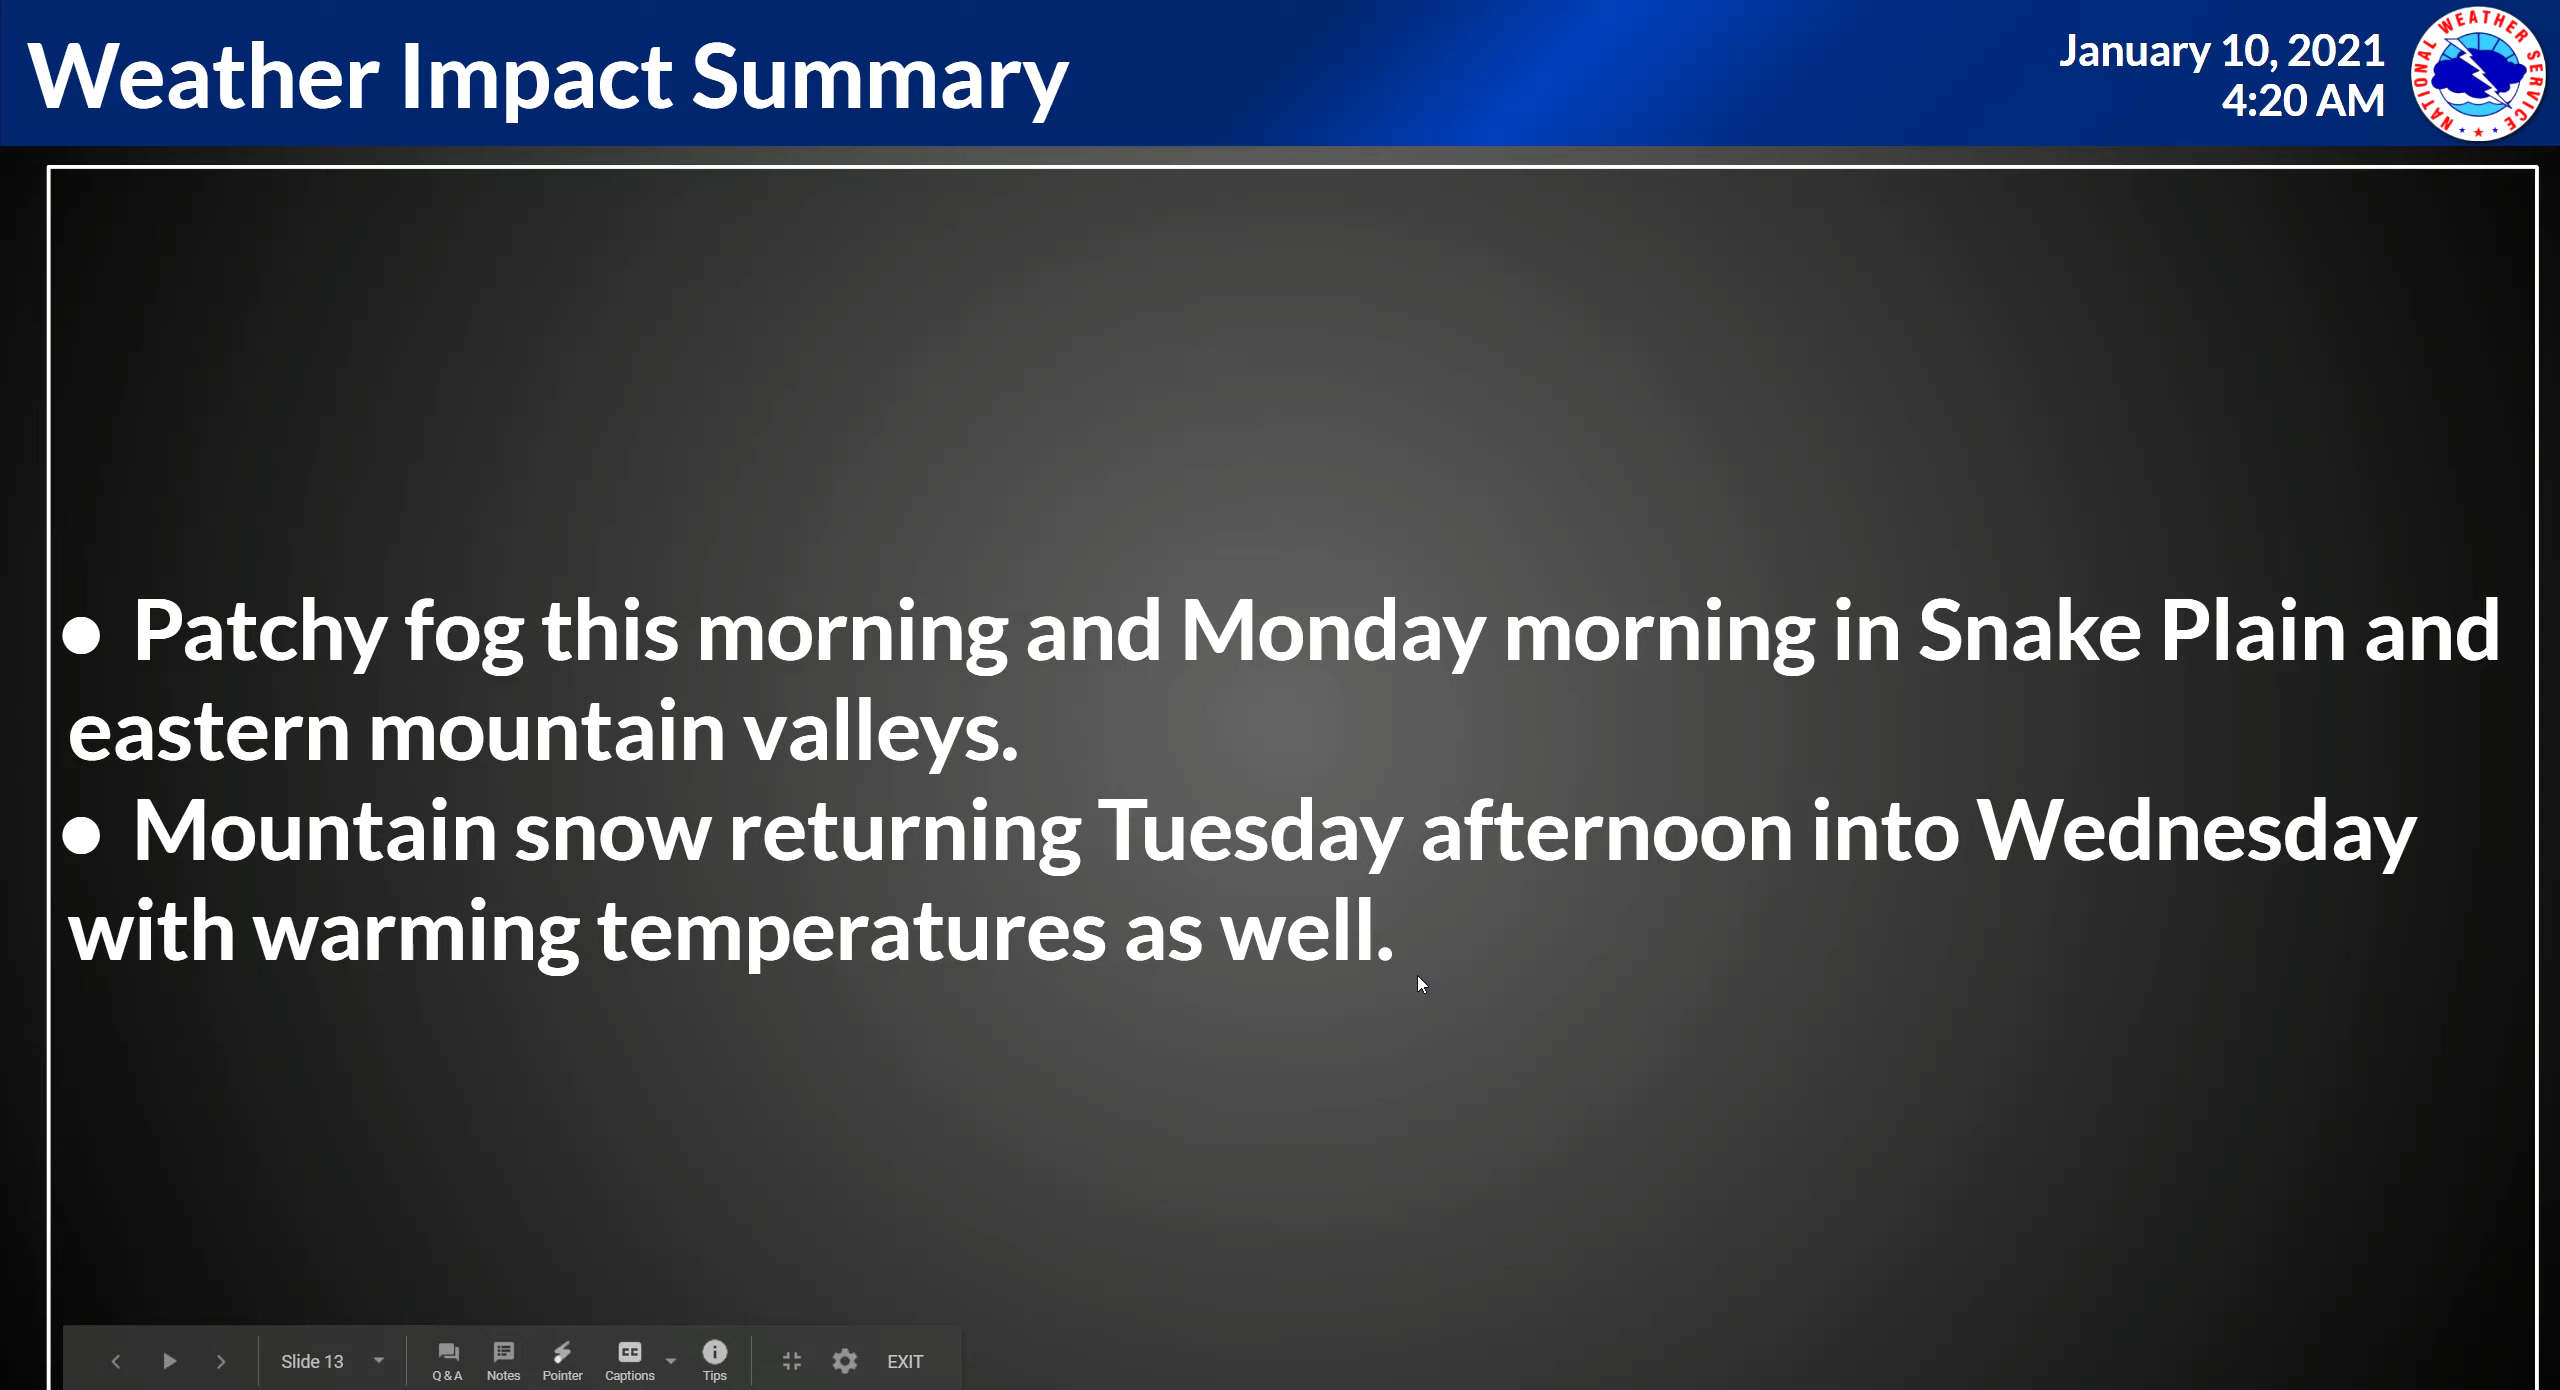 Weather Impact Summary
January 10, 2021
4:20 AM
NATIONAL WEATHER SERVICE
● Patchy fog this morning and Monday morning in Snake Plain and
eastern mountain valleys.
● Mountain snow returning Tuesday afternoon into Wednesday
with warming temperatures as well.
Slide 13
Q & A
Notes
Pointer
CC
Captions
Tips
EXIT